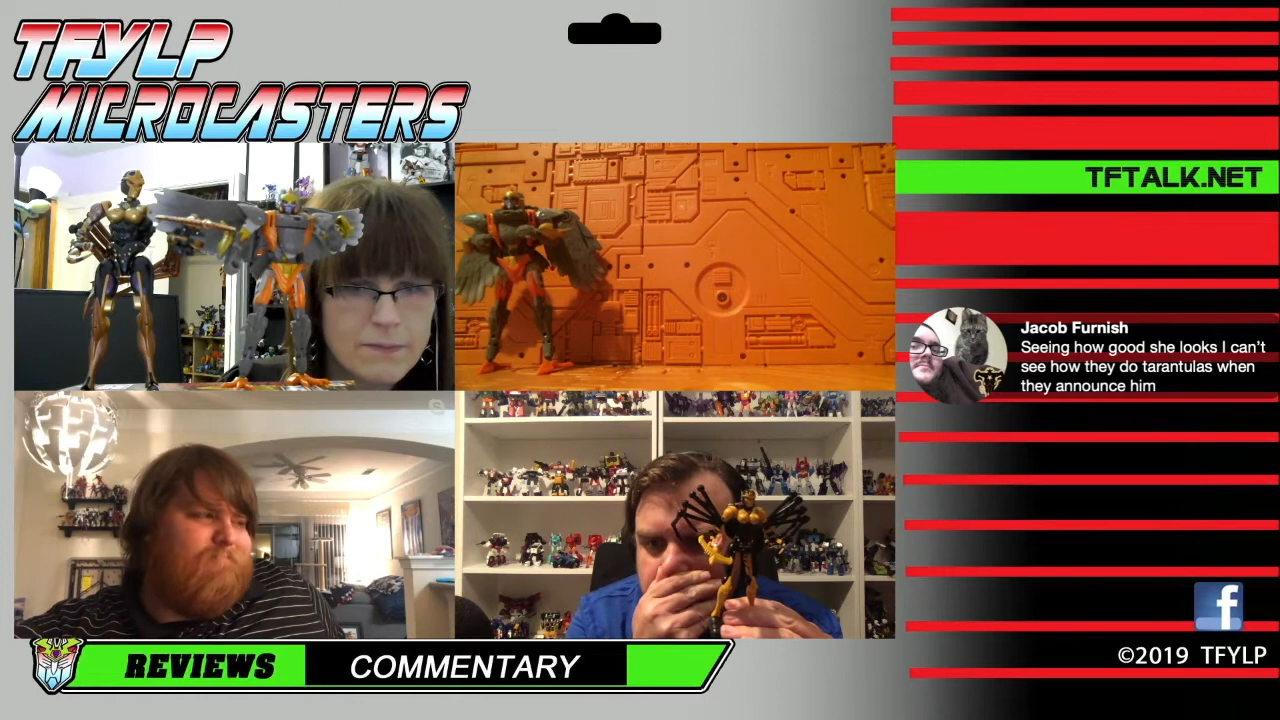 TFYLP
MICROCASTERS
TFTALK.NET
Jacob Furnish
Seeing how good she looks I can't
see how they do tarantulas when
they announce him
f
©2019 TFYLP
REVIEWS COMMENTARY